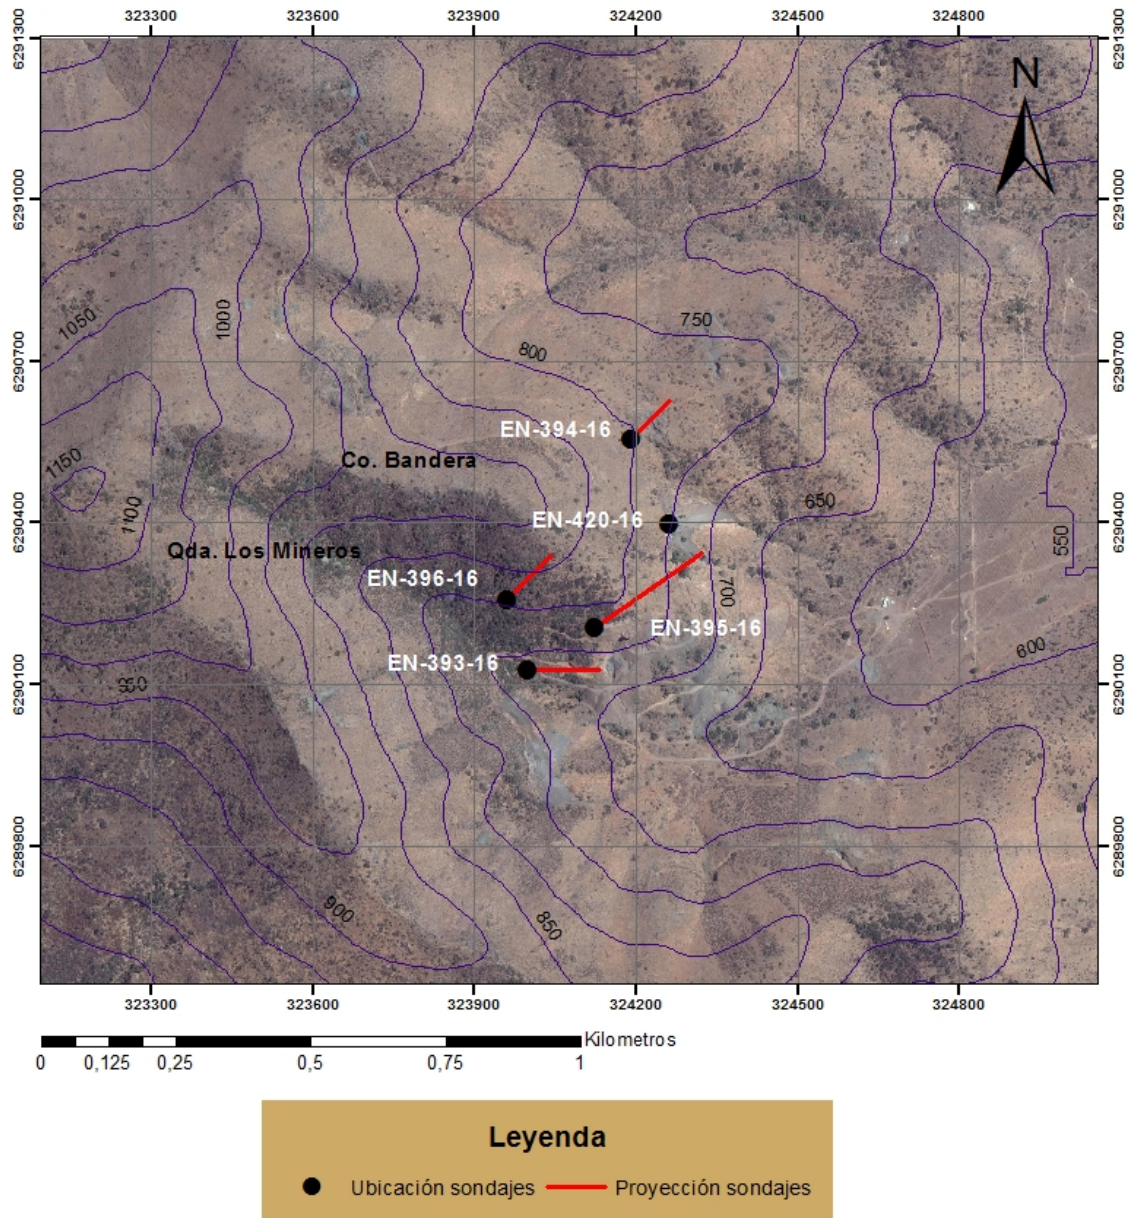 323300 323600 323900 324200 324500 324800
6291300 6291300
N
6291000 6291000
1050 1000 750
800
6290700 6290700
EN-394-16
Co. Bandera
1150
1100 650
6290400 EN-420-16 6290400
550
Qda. Los Mineros
EN-396-16
700
EN-395-16
600
EN-393-16
6290100 6290100
6289800 6289800
900 850
323300 323600 323900 324200 324500 324800
Kilometros
0 0,125 0,25 0,5 0,75 1
Leyenda
Ubicación sondajes Proyección sondajes